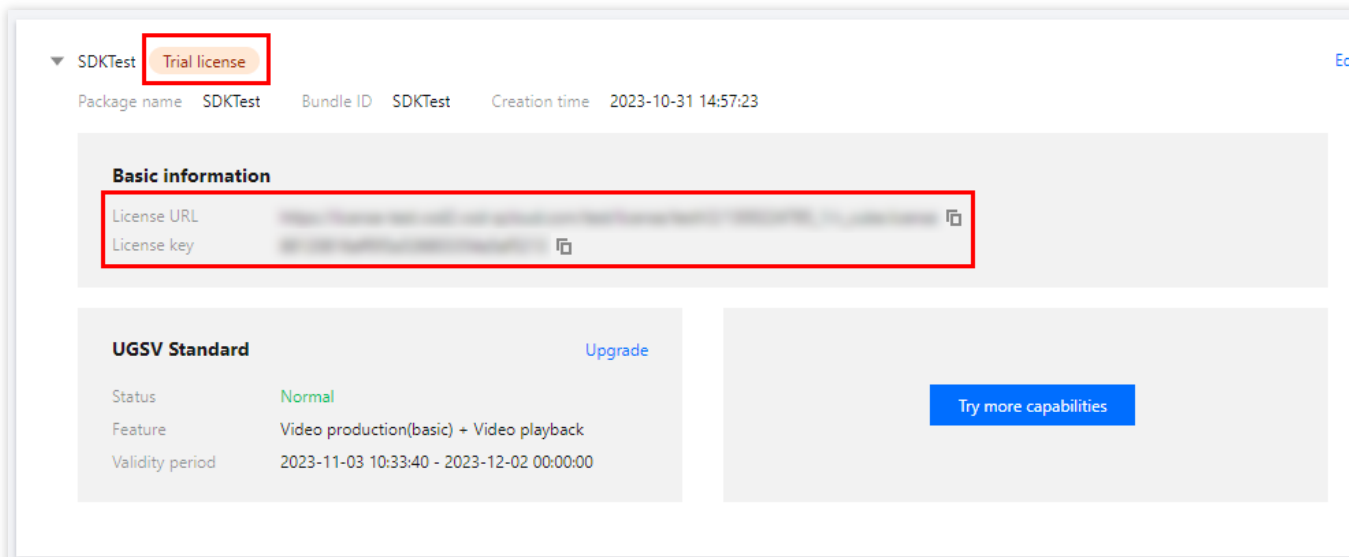 SDKTest Trial license Ed
Package name SDKTest Bundle ID SDKTest Creation time 2023-10-31 14:57:23
Basic information
License URL
License key
UGSV Standard Upgrade
Status Normal
Feature Video production(basic) + Video playback
Validity period 2023-11-03 10:33:40 - 2023-12-02 00:00:00
Try more capabilities